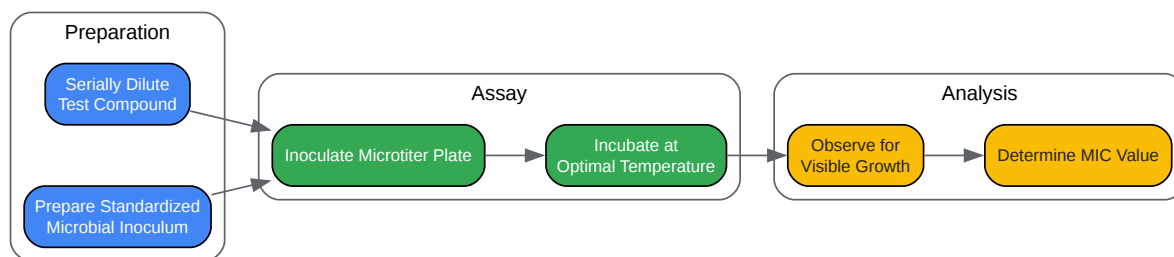 Preparation
Serially Dilute
Test Compound
Prepare Standardized
Microbial Inoculum
Assay
Inoculate Microtiter Plate
Incubate at
Optimal Temperature
Analysis
Observe for
Visible Growth
Determine MIC Value